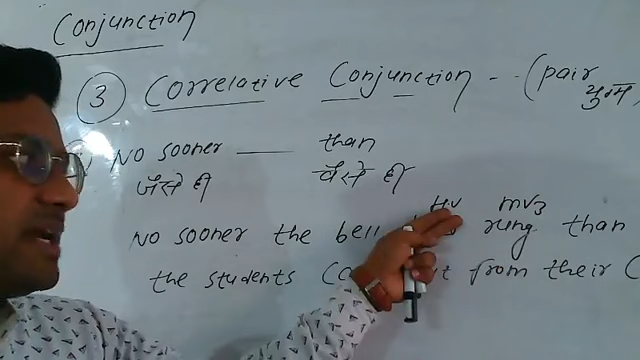 Conjunction
③ Correlative Conjunction - (pair युग्म
No sooner —— than
जैसे ही वैसे ही
HV MV3
No sooner the bell rung than
the students from their